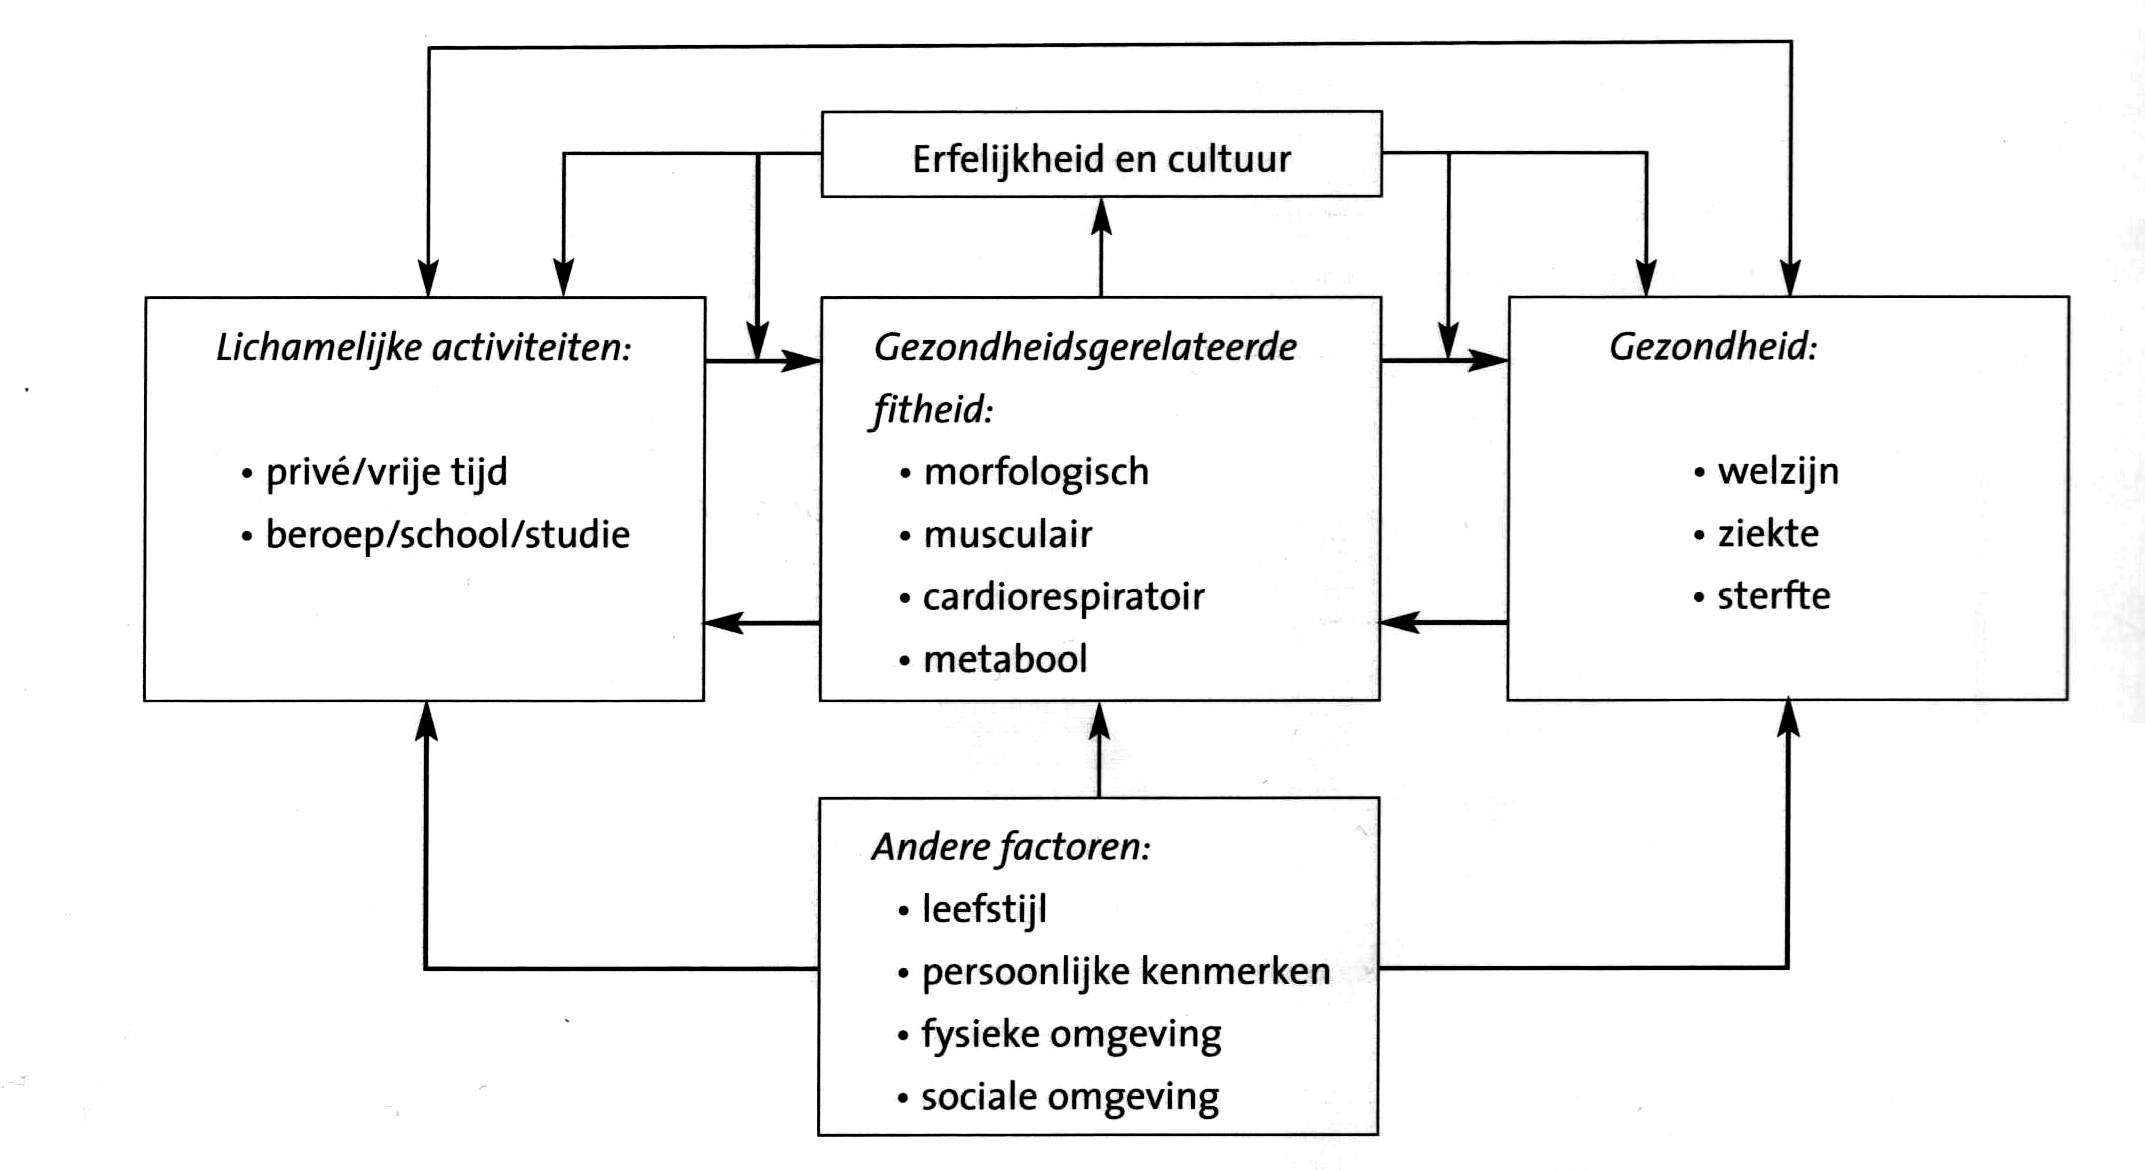 Erfelijkheid en cultuur
Lichamelijke activiteiten:
• privé/vrije tijd
• beroep/school/studie
Gezondheidsgerelateerde
fitheid:
• morfologisch
• musculair
• cardiorespiratoir
• metabool
Gezondheid:
• welzijn
• ziekte
• sterfte
Andere factoren:
• leefstijl
• persoonlijke kenmerken
• fysieke omgeving
• sociale omgeving